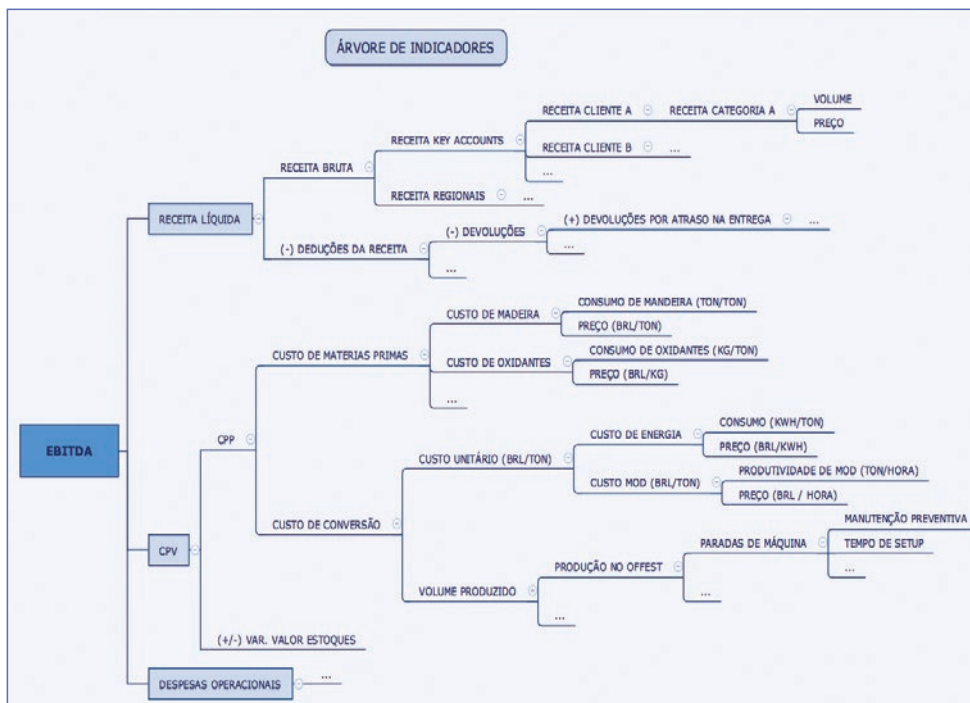 ÁRVORE DE INDICADORES
VOLUME
RECEITA CLIENTE A
RECEITA CATEGORIA A
PREÇO
RECEITA KEY ACCOUNTS
RECEITA CLIENTE B
...
RECEITA BRUTA
...
RECEITA REGIONAIS
...
RECEITA LÍQUIDA
(+) DEVOLUÇÕES POR ATRASO NA ENTREGA
...
(-) DEVOLUÇÕES
(-) DEDUÇÕES DA RECEITA
...
...
CONSUMO DE MANDEIRA (TON/TON)
CUSTO DE MADEIRA
PREÇO (BRL/TON)
CUSTO DE MATERIAS PRIMAS
CONSUMO DE OXIDANTES (KG/TON)
CUSTO DE OXIDANTES
PREÇO (BRL/KG)
...
CONSUMO (KWH/TON)
CUSTO DE ENERGIA
EBITDA
CPP
PREÇO (BRL/KWH)
CUSTO UNITÁRIO (BRL/TON)
PRODUTIVIDADE DE MOD (TON/HORA)
CUSTO MOD (BRL/TON)
PREÇO (BRL / HORA)
CUSTO DE CONVERSÃO
MANUTENÇÃO PREVENTIVA
PARADAS DE MÁQUINA
TEMPO DE SETUP
CPV
PRODUÇÃO NO OFFEST
...
VOLUME PRODUZIDO
...
...
(+/-) VAR. VALOR ESTOQUES
DESPESAS OPERACIONAIS
...